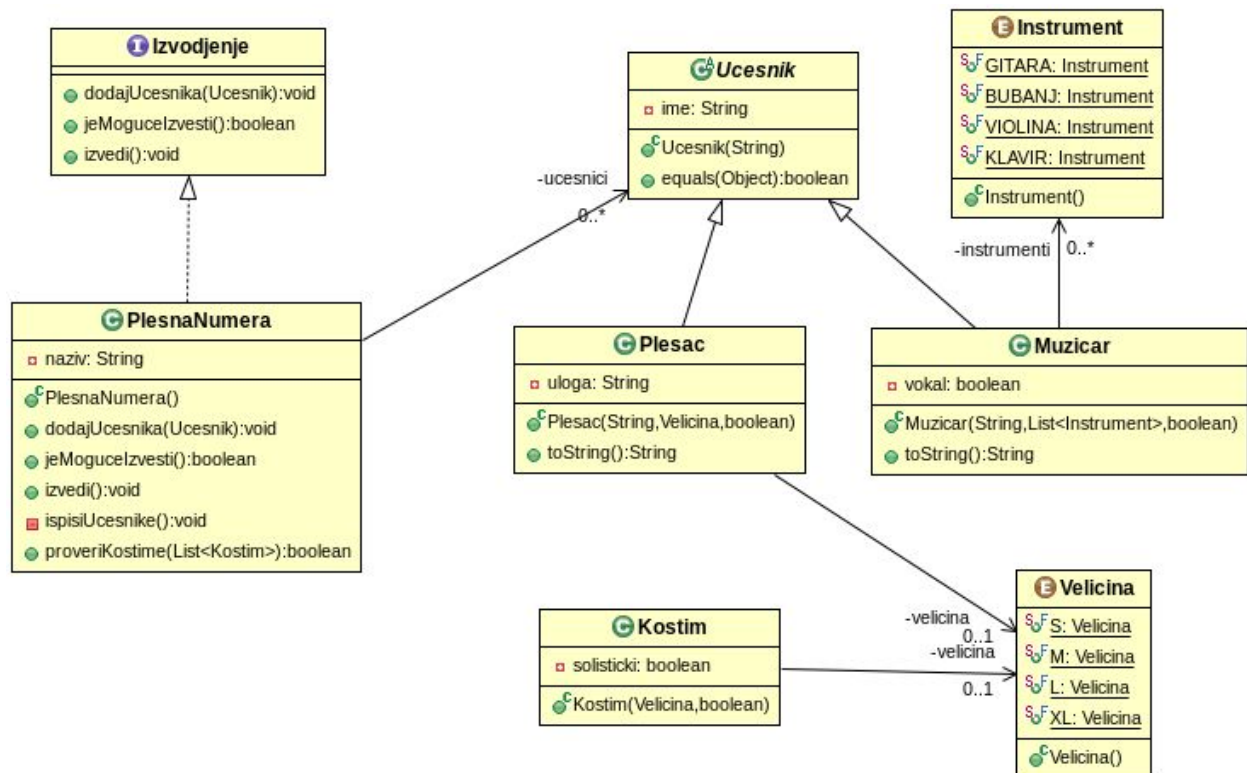 Izvodjenje
dodajUcesnika(Ucesnik):void
jeMoguceIzvesti():boolean
izvedi():void
Ucesnik
ime: String
Ucesnik(String)
equals(Object):boolean
Instrument
GITARA: Instrument
BUBANJ: Instrument
VIOLINA: Instrument
KLAVIR: Instrument
Instrument()
-ucesnici
0..*
-instrumenti
0..*
PlesnaNumera
naziv: String
PlesnaNumera()
dodajUcesnika(Ucesnik):void
jeMoguceIzvesti():boolean
izvedi():void
ispisiUcesnike():void
proveriKostime(List<Kostim>):boolean
Plesac
uloga: String
Plesac(String,Velicina,boolean)
toString():String
Muzicar
vokal: boolean
Muzicar(String,List<Instrument>,boolean)
toString():String
Kostim
solisticki: boolean
Kostim(Velicina,boolean)
-velicina
0..1
-velicina
0..1
Velicina
S: Velicina
M: Velicina
L: Velicina
XL: Velicina
Velicina()